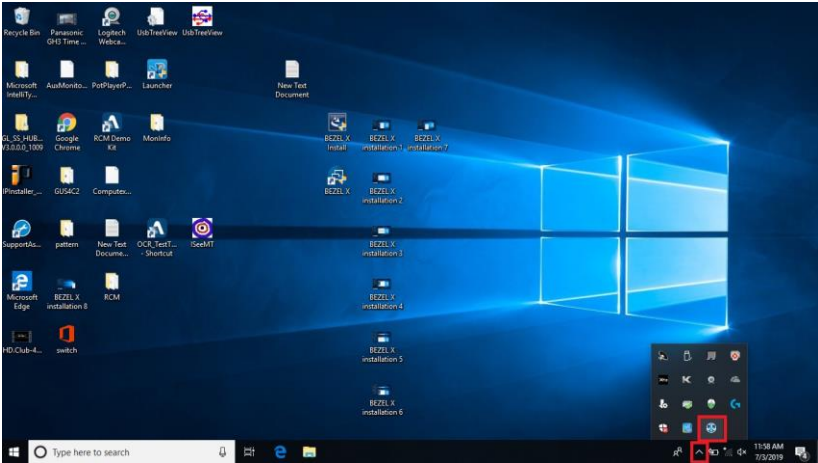 Recycle Bin
Panasonic
GH3 Time ...
Logitech
Webca...
UsbTreeView
UsbTreeView
Microsoft
IntelliTy...
AuxMonito...
PotPlayerP...
Launcher
New Text
Document
GL_SS_HUB...
V3.0.0.0_1009
Google
Chrome
RCM Demo
Kit
MonInfo
BEZEL X
Install
BEZEL X
installation 1
BEZEL X
installation 7
IPinstaller_...
GUS4C2
Computex...
BEZEL X
BEZEL X
installation 2
SupportAs...
pattern
New Text
Docume...
OCR_TestT...
- Shortcut
ISeeMT
BEZEL X
installation 3
Microsoft
Edge
BEZEL X
installation 8
RCM
BEZEL X
installation 4
HD.Club-4...
switch
BEZEL X
installation 5
BEZEL X
installation 6
Type here to search
11:58 AM
7/3/2019